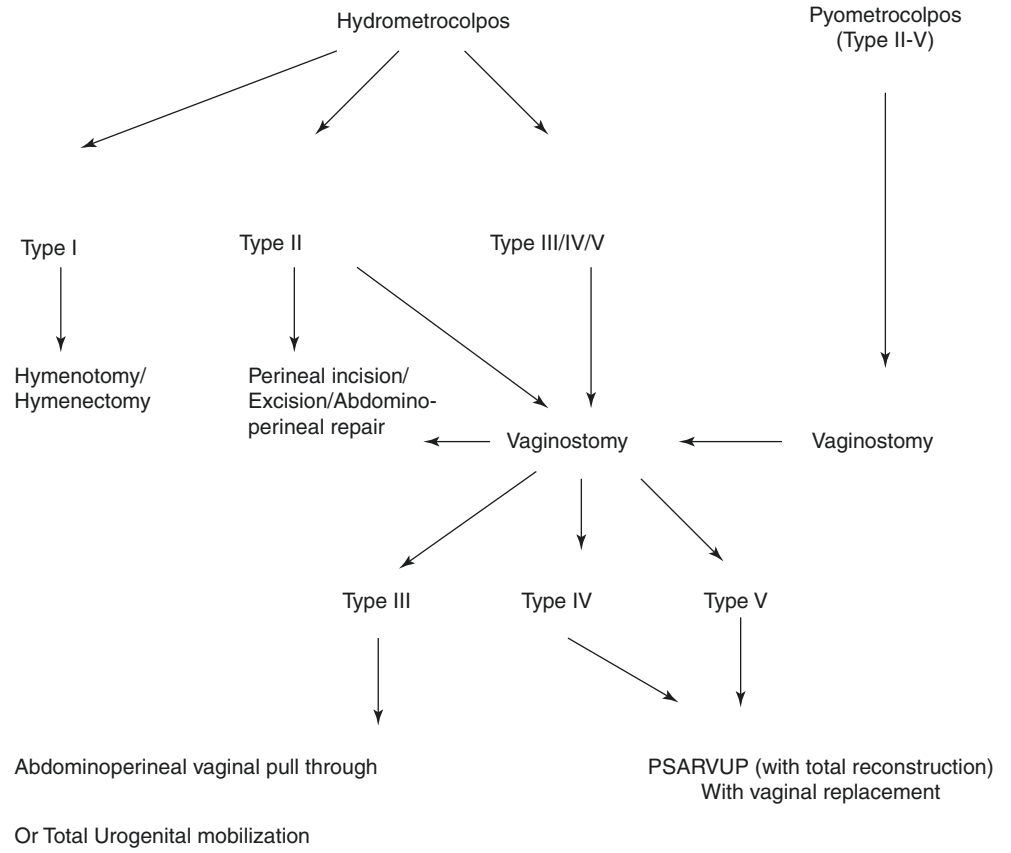 Hydrometrocolpos
Pyometrocolpos
(Type II-V)
Type I
Type II
Type III/IV/V
Hymenotomy/
Hymenectomy
Perineal incision/
Excision/Abdomino-
perineal repair
Vaginostomy
Vaginostomy
Type III
Type IV
Type V
Abdominoperineal vaginal pull through
Or Total Urogenital mobilization
PSARVUP (with total reconstruction)
With vaginal replacement